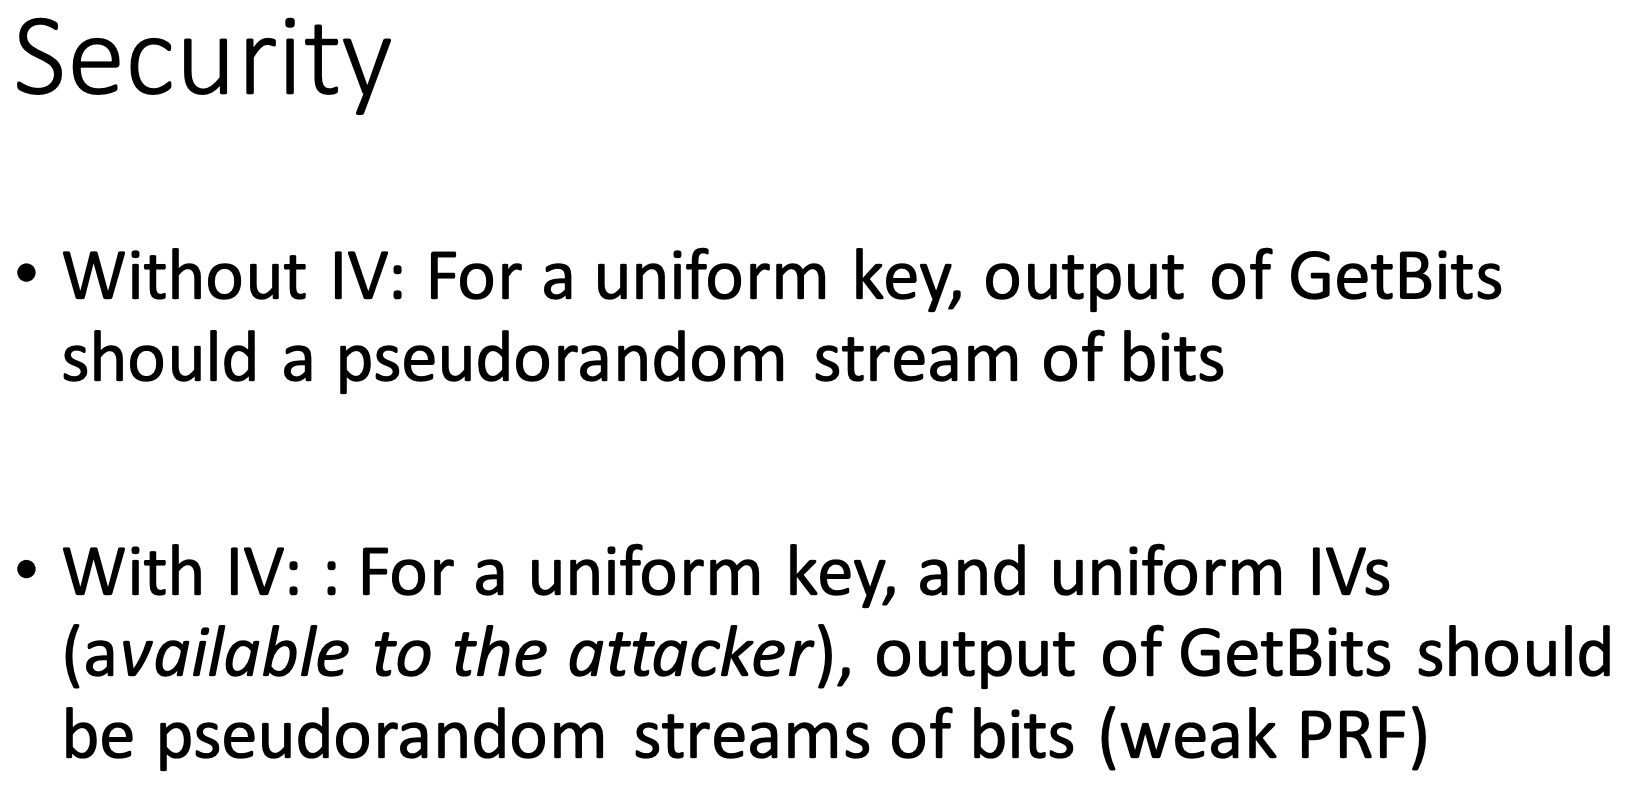 Security
• Without IV: For a uniform key, output of GetBits
should a pseudorandom stream of bits
• With IV: : For a uniform key, and uniform IVs
(available to the attacker), output of GetBits should
be pseudorandom streams of bits (weak PRF)